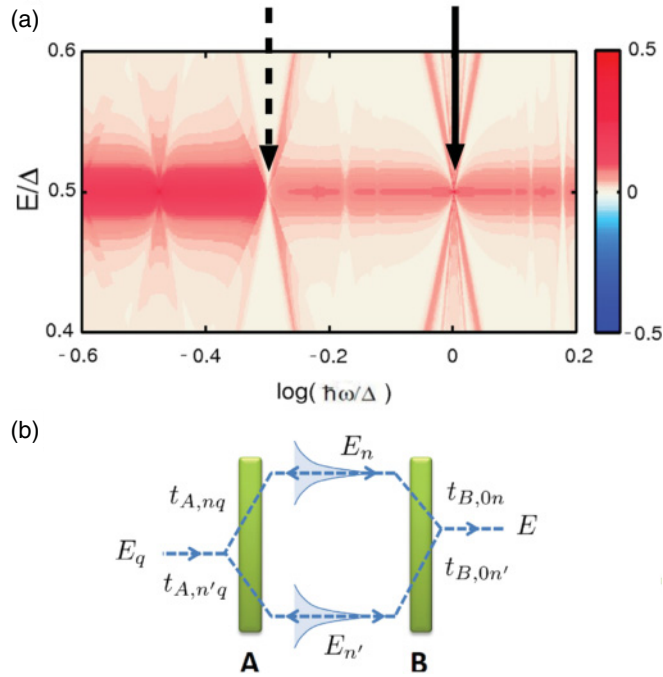 (a)
0.6
0.5
0.4
E/Δ
-0.6
-0.4
-0.2
0
0.2
log( ħω/Δ )
0.5
0
-0.5
(b)
E_n
t_{A,nq}
t_{B,0n}
E_q
E
t_{A,n'q}
t_{B,0n'}
E_{n'}
A B